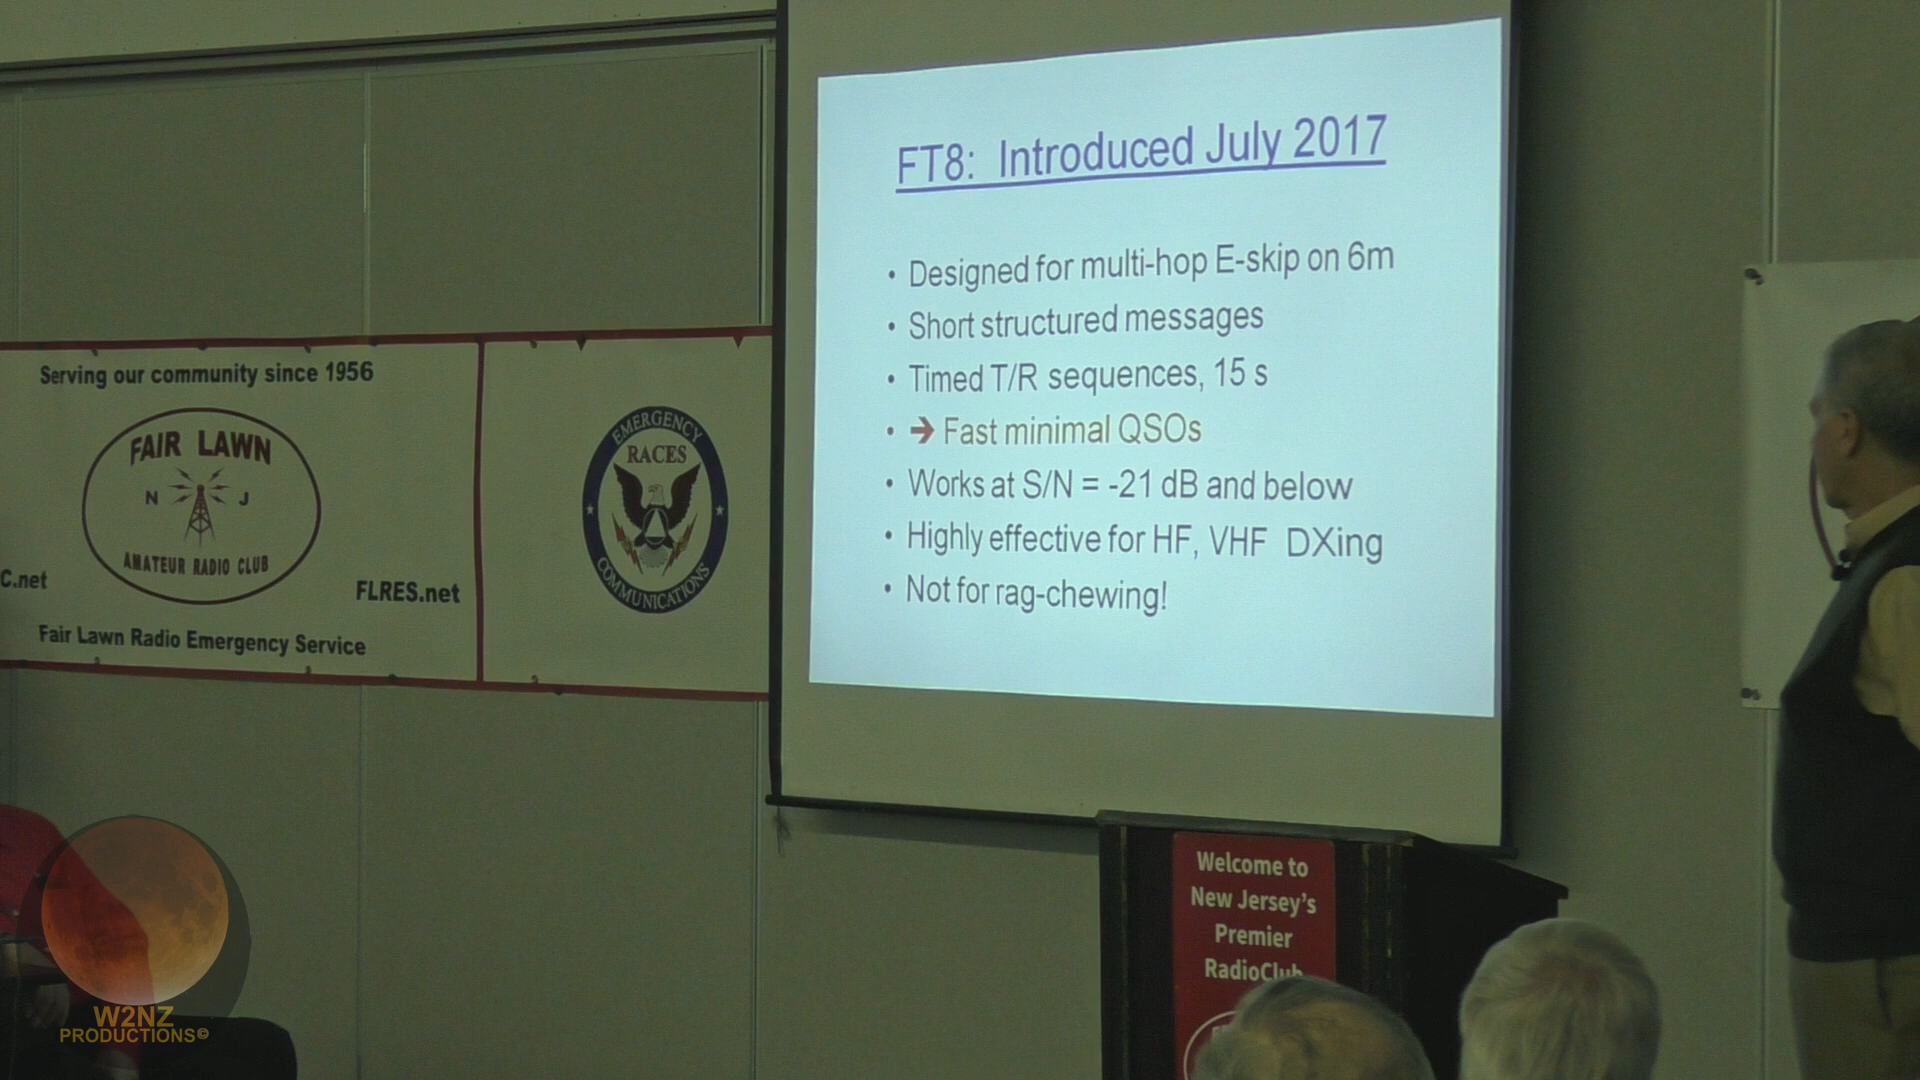 FT8: Introduced July 2017
• Designed for multi-hop E-skip on 6m
• Short structured messages
• Timed T/R sequences, 15 s
• ➔ Fast minimal QSOs
• Works at S/N = -21 dB and below
• Highly effective for HF, VHF DXing
• Not for rag-chewing!
Serving our community since 1956
FAIR LAWN
N J
AMATEUR RADIO CLUB
C.net
FLRES.net
Fair Lawn Radio Emergency Service
EMERGENCY
RACES
COMMUNICATIONS
Welcome to
New Jersey's
Premier
RadioClub
W2NZ
PRODUCTIONS©